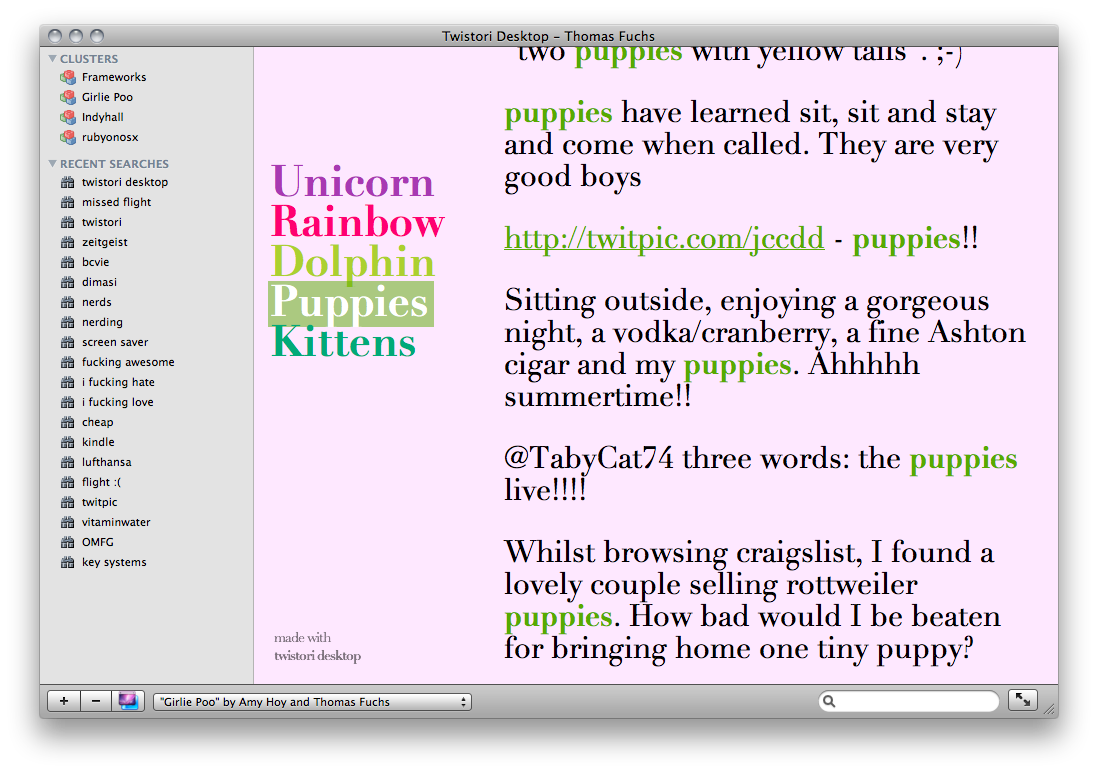 Twistori Desktop – Thomas Fuchs
CLUSTERS
Frameworks
Girlie Poo
Indyhall
rubyonosx
RECENT SEARCHES
twistori desktop
missed flight
twistori
zeitgeist
bcvie
dimasi
nerds
nerding
screen saver
fucking awesome
i fucking hate
i fucking love
cheap
kindle
lufthansa
flight :(
twitpic
vitaminwater
OMFG
key systems
Unicorn
Rainbow
Dolphin
Puppies
Kittens
made with
twistori desktop
two puppies with yellow tails". ;-)
puppies have learned sit, sit and stay
and come when called. They are very
good boys
http://twitpic.com/jccdd - puppies!!
Sitting outside, enjoying a gorgeous
night, a vodka/cranberry, a fine Ashton
cigar and my puppies. Ahhhhh
summertime!!
@TabyCat74 three words: the puppies
live!!!!
Whilst browsing craigslist, I found a
lovely couple selling rottweiler
puppies. How bad would I be beaten
for bringing home one tiny puppy?
"Girlie Poo" by Amy Hoy and Thomas Fuchs